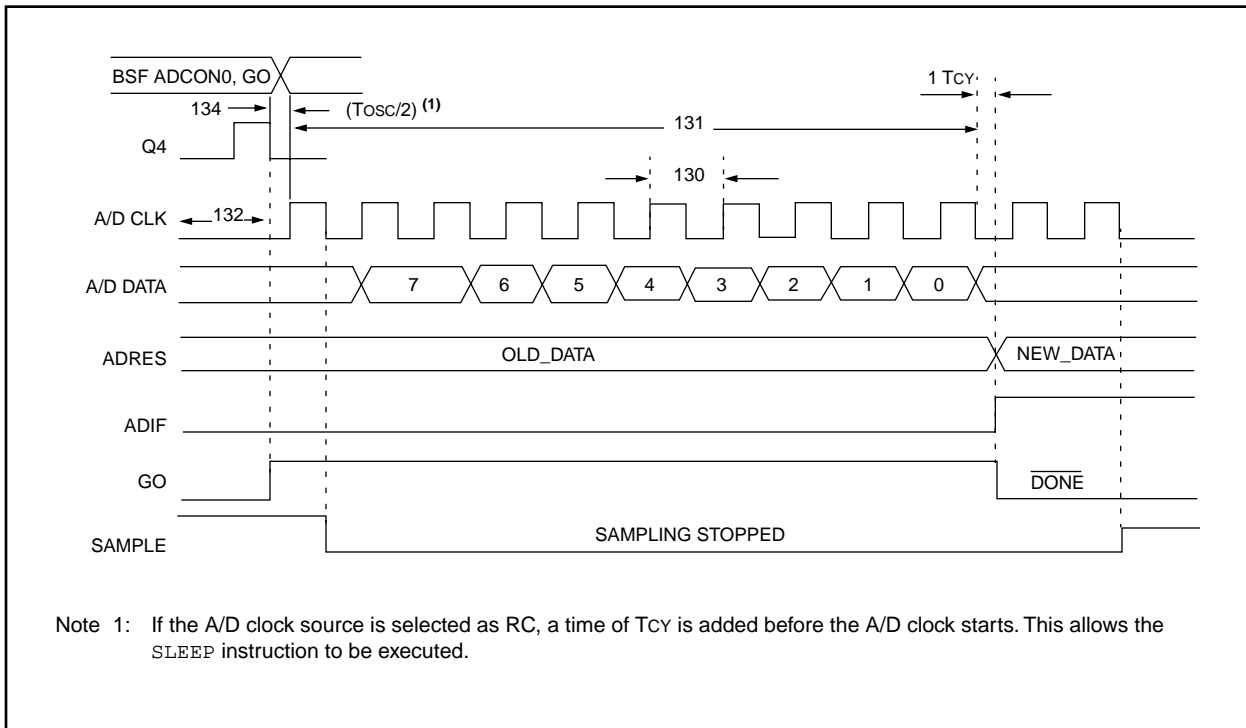 BSF ADCON0, GO
1 TCY
134
(TOSC/2) (1)
131
Q4
130
A/D CLK
132
A/D DATA
7 6 5 4 3 2 1 0
ADRES
OLD_DATA
NEW_DATA
ADIF
GO
DONE
SAMPLE
SAMPLING STOPPED
Note 1: If the A/D clock source is selected as RC, a time of TCY is added before the A/D clock starts. This allows the
SLEEP instruction to be executed.